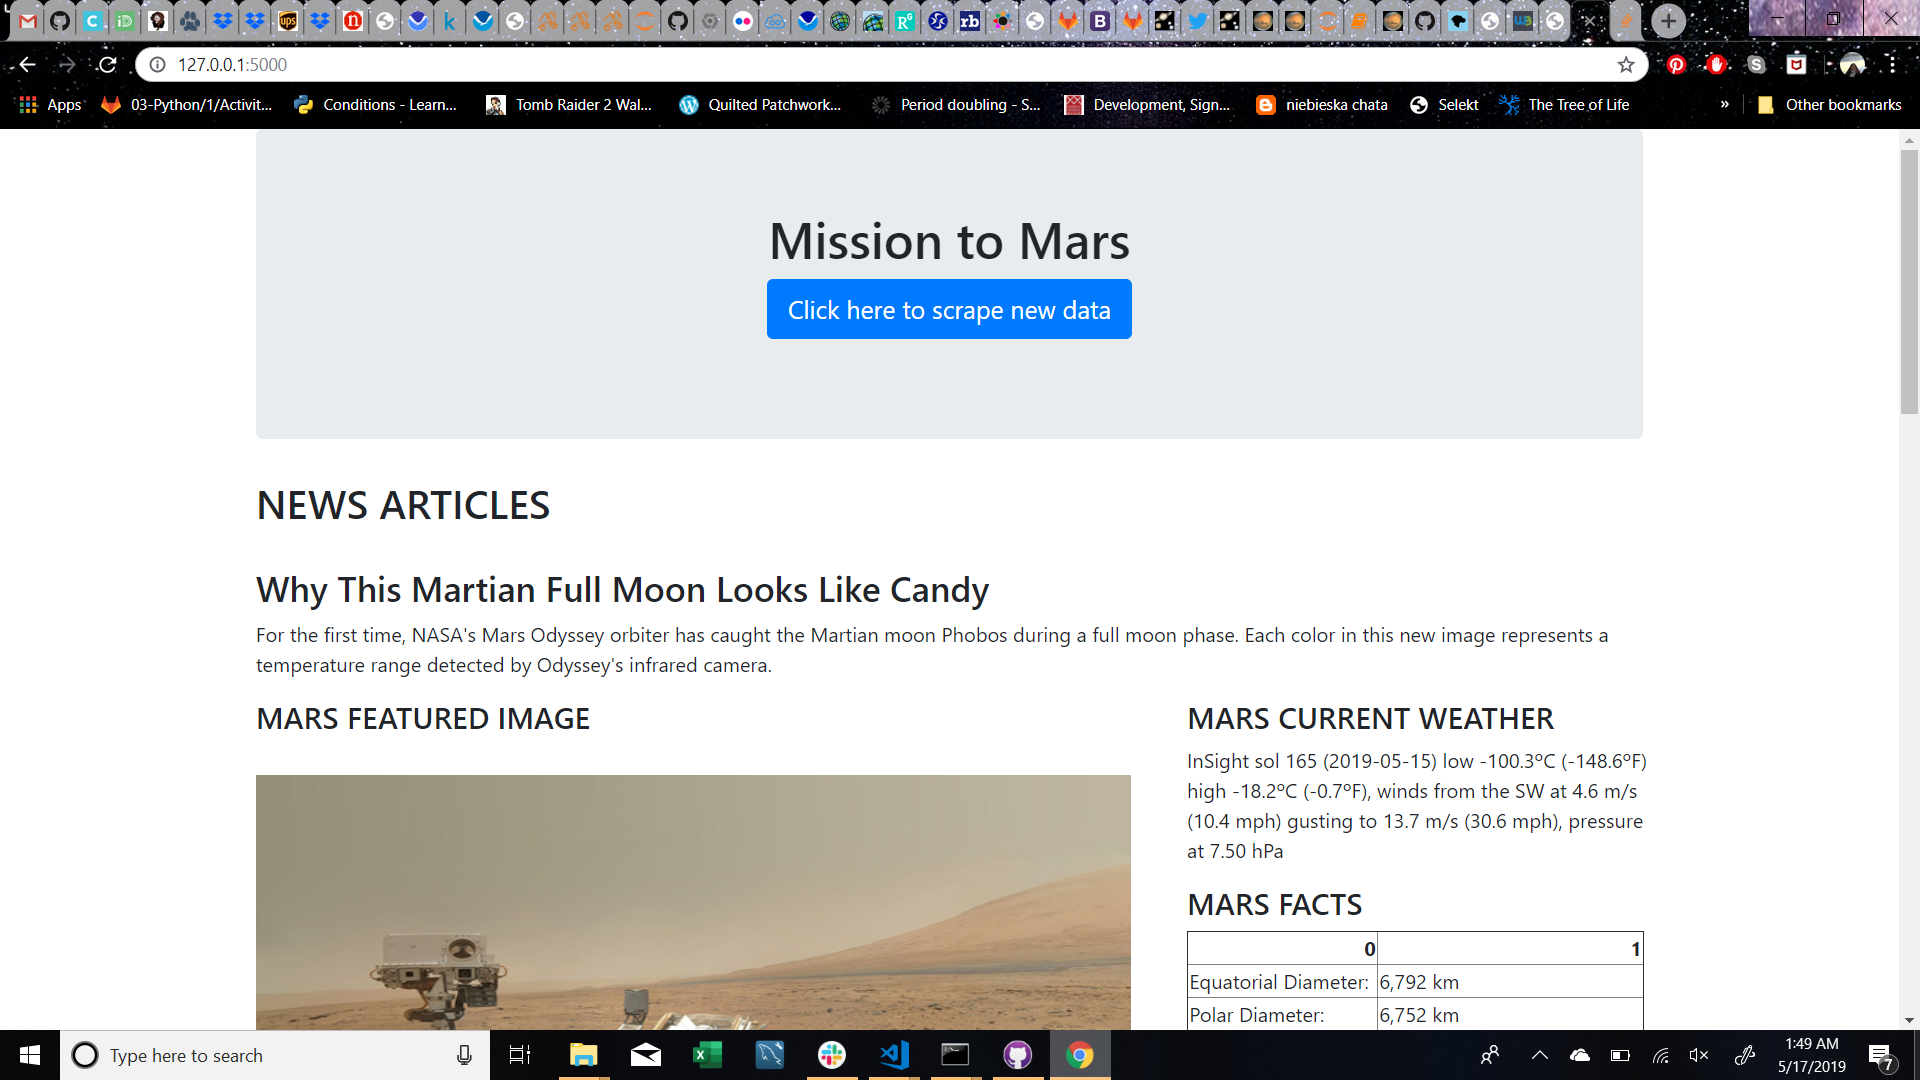 127.0.0.1:5000
Apps 03-Python/1/Activit... Conditions - Learn... Tomb Raider 2 Wal... Quilted Patchwork... Period doubling - S... Development, Sign... niebieska chata Selekt The Tree of Life » Other bookmarks
Mission to Mars
Click here to scrape new data
NEWS ARTICLES
Why This Martian Full Moon Looks Like Candy
For the first time, NASA's Mars Odyssey orbiter has caught the Martian moon Phobos during a full moon phase. Each color in this new image represents a
temperature range detected by Odyssey's infrared camera.
MARS FEATURED IMAGE
MARS CURRENT WEATHER
InSight sol 165 (2019-05-15) low -100.3ºC (-148.6ºF)
high -18.2ºC (-0.7ºF), winds from the SW at 4.6 m/s
(10.4 mph) gusting to 13.7 m/s (30.6 mph), pressure
at 7.50 hPa
MARS FACTS
0 1
Equatorial Diameter: 6,792 km
Polar Diameter: 6,752 km
Type here to search
1:49 AM
5/17/2019
7